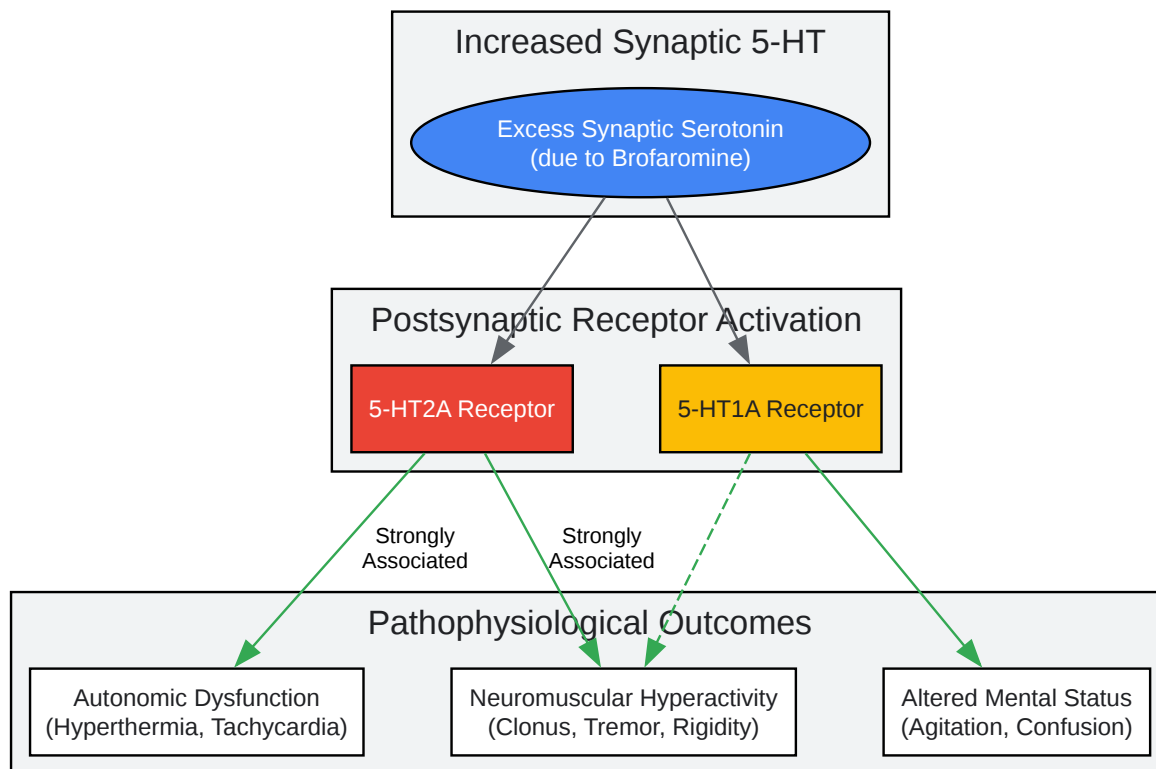 Increased Synaptic 5-HT
Excess Synaptic Serotonin
(due to Brofaromine)
Postsynaptic Receptor Activation
5-HT2A Receptor
5-HT1A Receptor
Strongly
Associated
Strongly
Associated
Pathophysiological Outcomes
Autonomic Dysfunction
(Hyperthermia, Tachycardia)
Neuromuscular Hyperactivity
(Clonus, Tremor, Rigidity)
Altered Mental Status
(Agitation, Confusion)